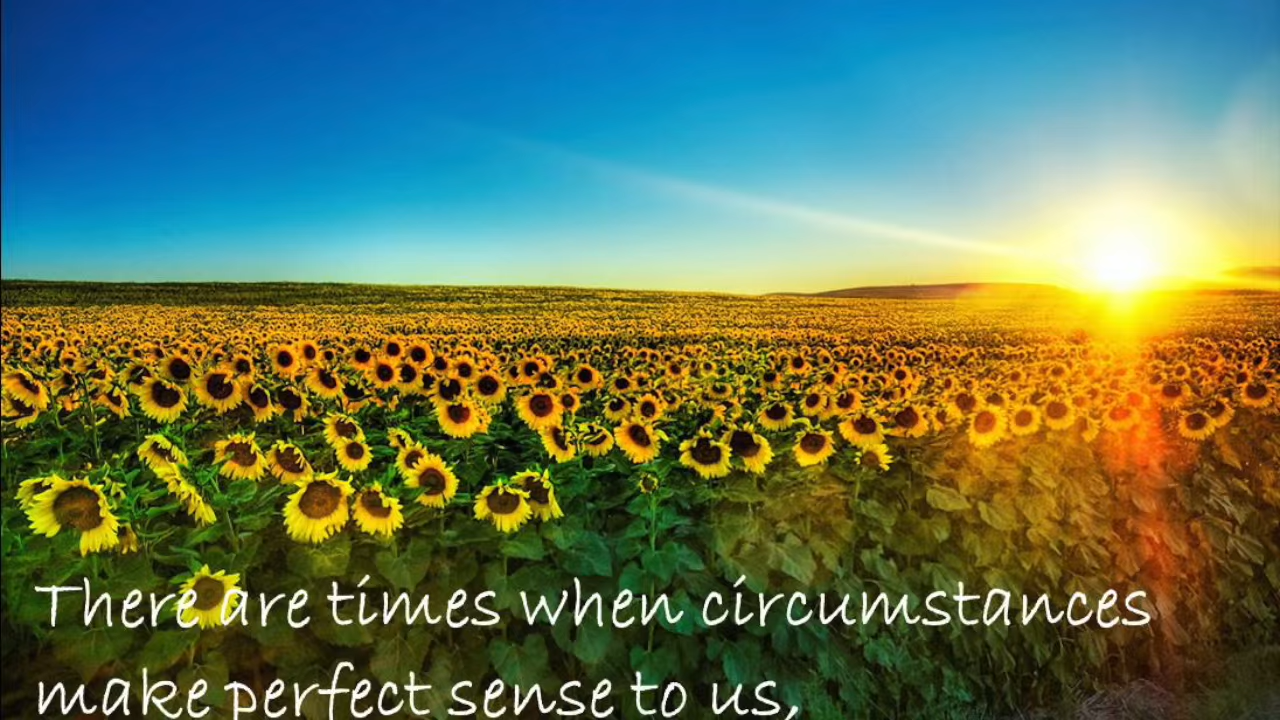 There are times when circumstances
make perfect sense to us,